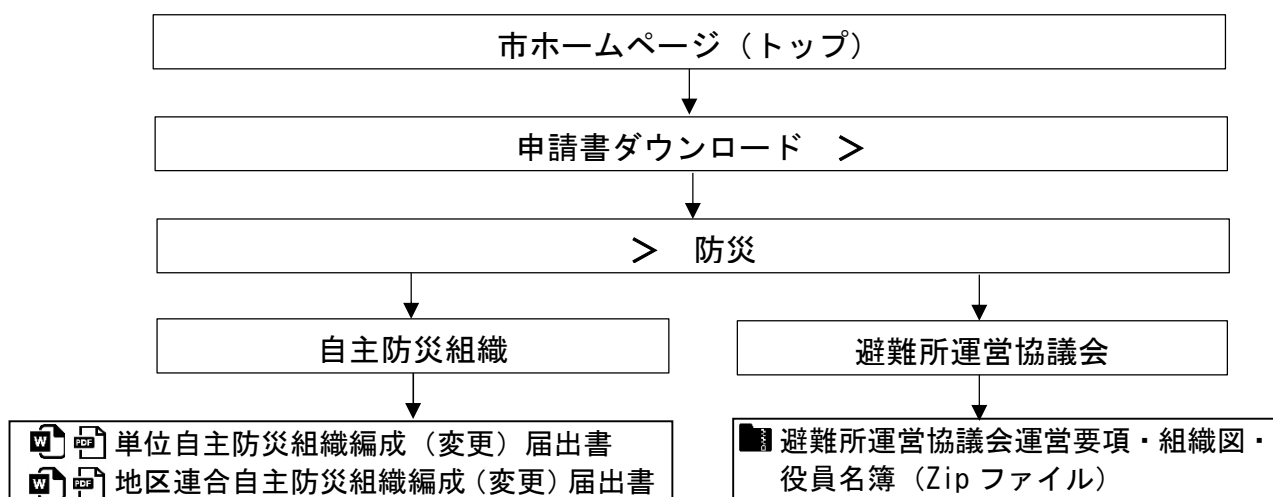 市ホームページ（トップ）
申請書ダウンロード　＞
＞　防災
自主防災組織
避難所運営協議会
W PDF 単位自主防災組織編成（変更）届出書
W PDF 地区連合自主防災組織編成（変更）届出書
避難所運営協議会運営要項・組織図・
役員名簿（Zip ファイル）